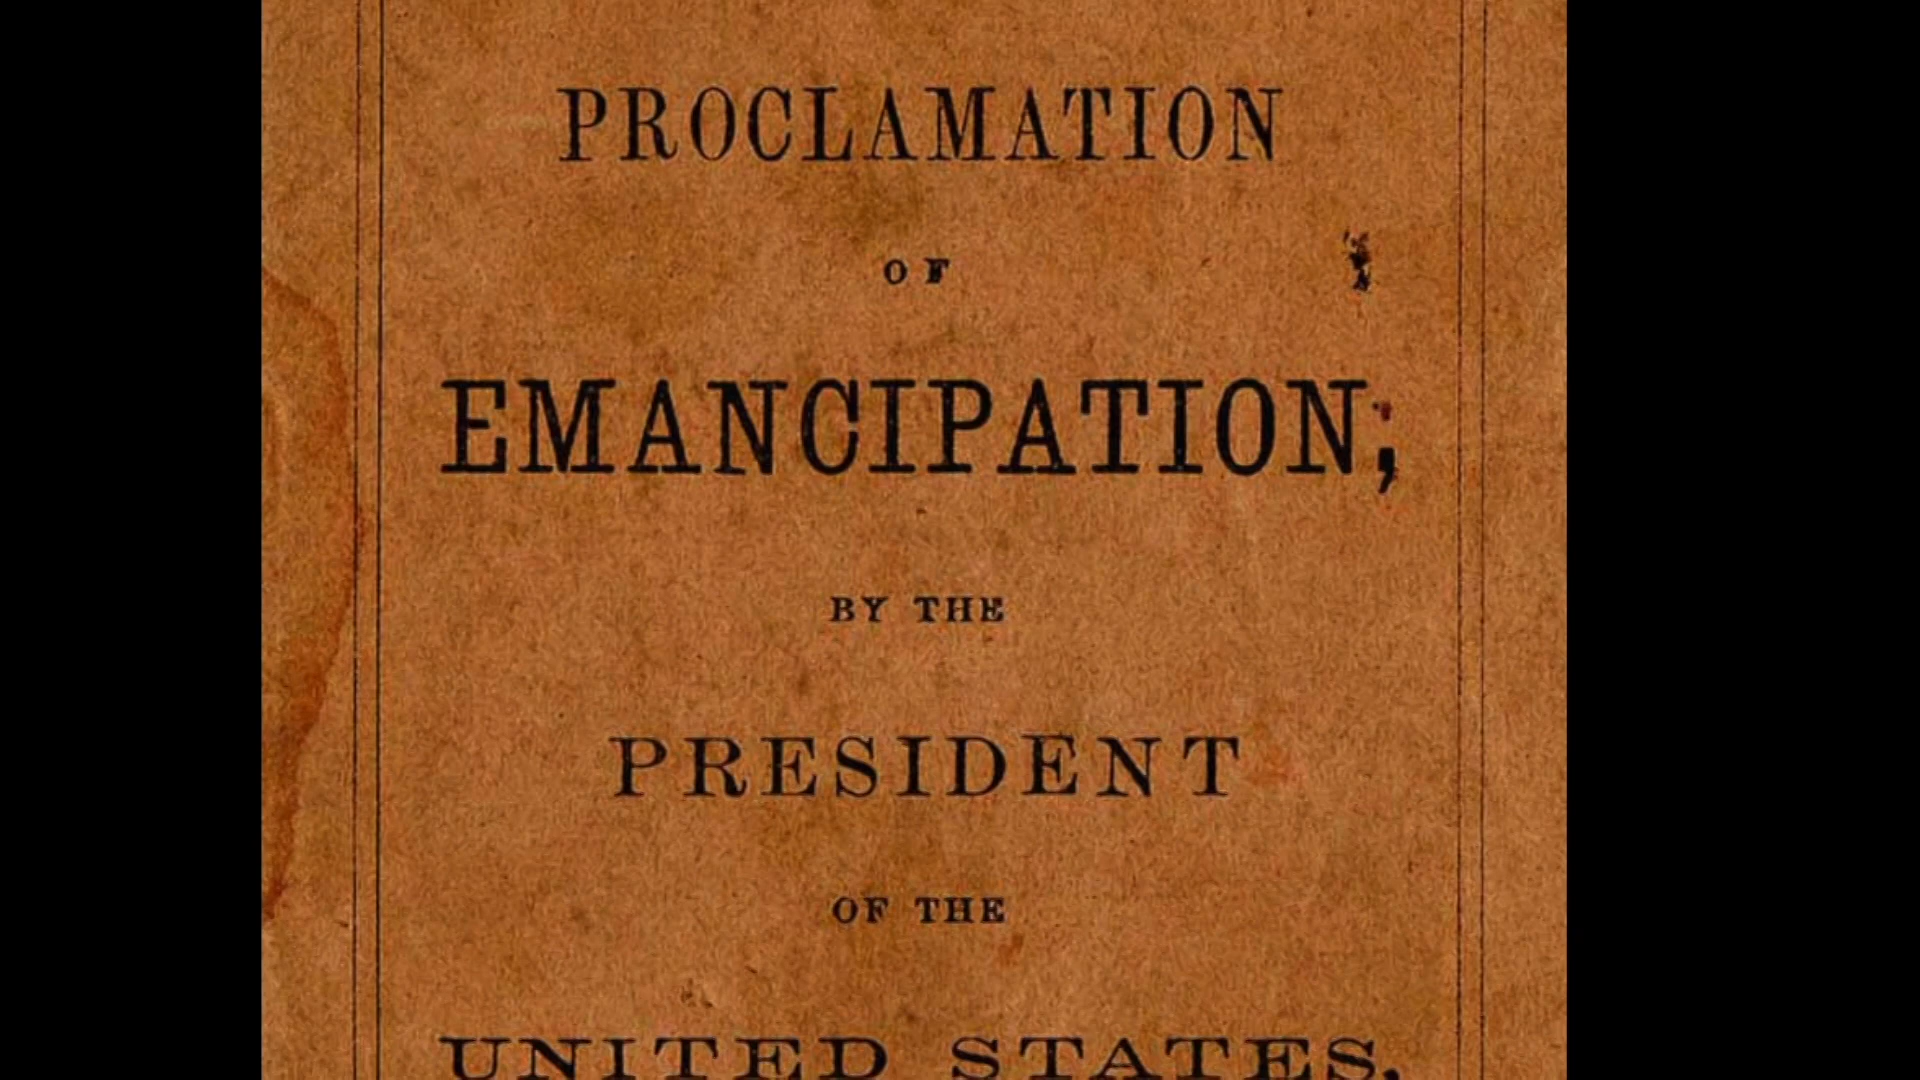 PROCLAMATION
OF
EMANCIPATION;
BY THE
PRESIDENT
OF THE
UNITED STATES,